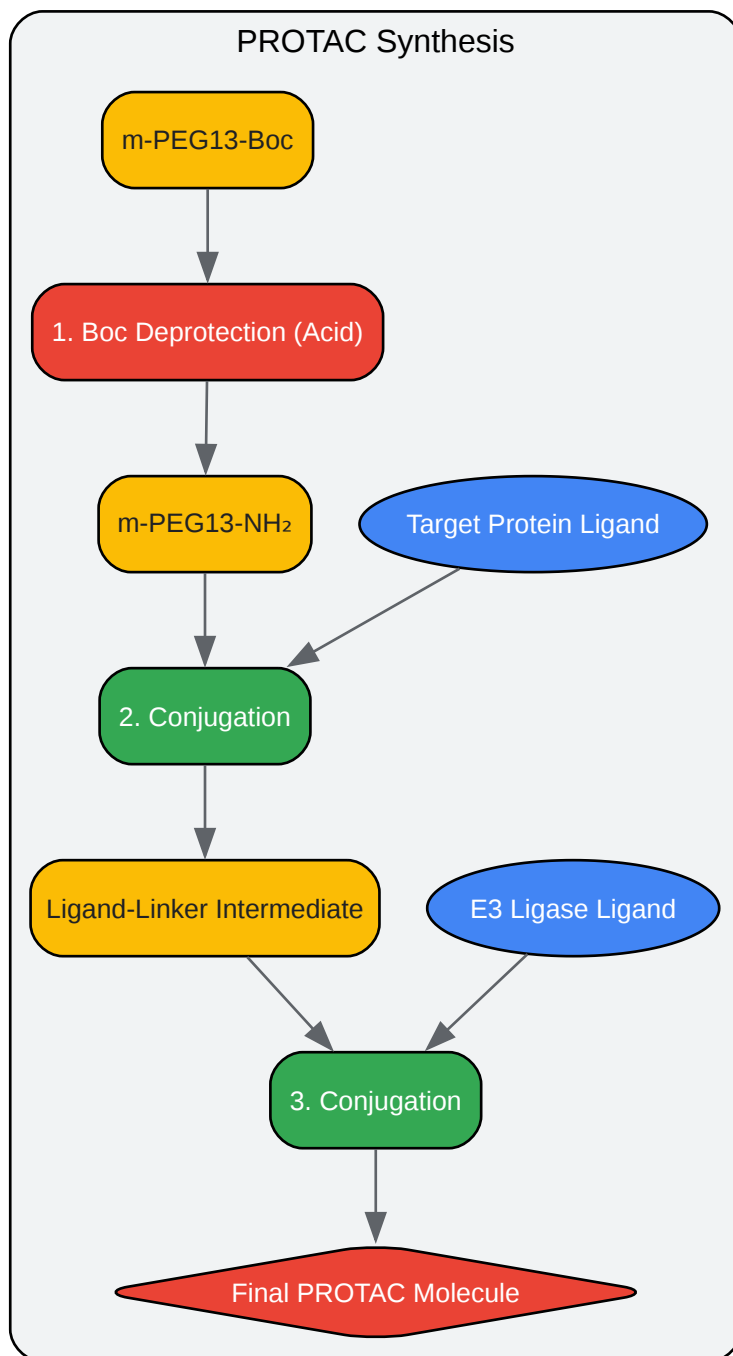 PROTAC Synthesis
m-PEG13-Boc
1. Boc Deprotection (Acid)
m-PEG13-NH₂
Target Protein Ligand
2. Conjugation
Ligand-Linker Intermediate
E3 Ligase Ligand
3. Conjugation
Final PROTAC Molecule